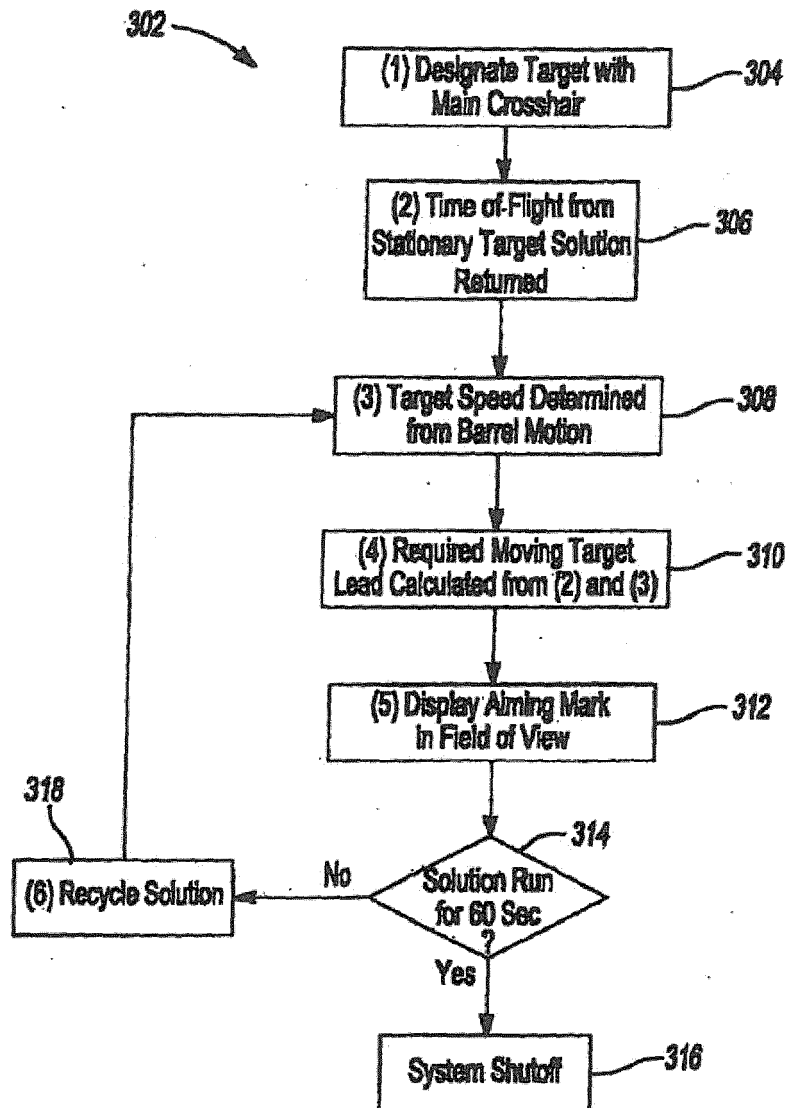 302
(1) Designate Target with
Main Crosshair
304
(2) Time of-Flight from
Stationary Target Solution
Returned
306
(3) Target Speed Determined
from Barrel Motion
308
(4) Required Moving Target
Lead Calculated from (2) and (3)
310
(5) Display Aiming Mark
in Field of View
312
314
Solution Run
for 60 Sec
?
No
318
(6) Recycle Solution
Yes
System Shutoff
316